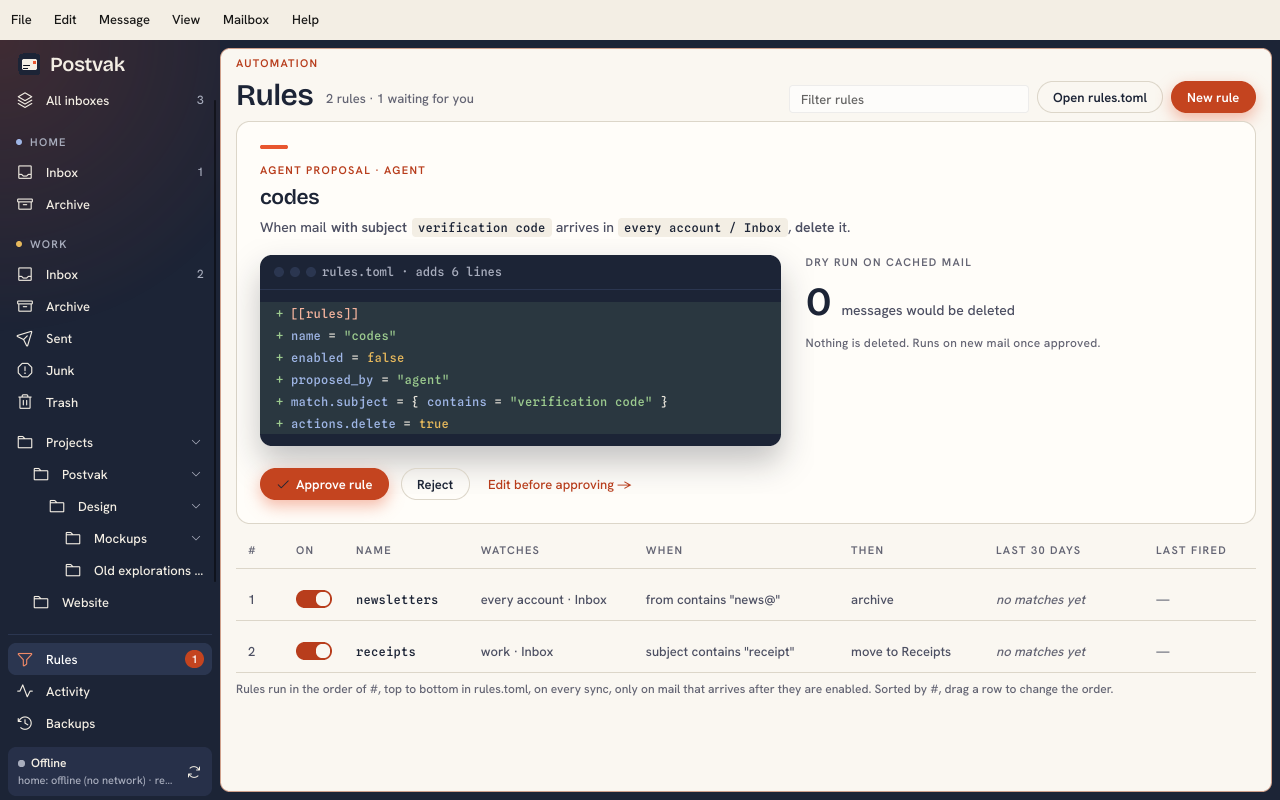 File Edit Message View Mailbox Help
Postvak
All inboxes 3
HOME
Inbox 1
Archive
WORK
Inbox 2
Archive
Sent
Junk
Trash
Projects
Postvak
Design
Mockups
Old explorations ...
Website
Rules 1
Activity
Backups
Offline
home: offline (no network) · re...
AUTOMATION
Rules 2 rules · 1 waiting for you
Filter rules
Open rules.toml
New rule
AGENT PROPOSAL · AGENT
codes
When mail with subject verification code arrives in every account / Inbox, delete it.
rules.toml · adds 6 lines
+ [[rules]]
+ name = "codes"
+ enabled = false
+ proposed_by = "agent"
+ match.subject = { contains = "verification code" }
+ actions.delete = true
DRY RUN ON CACHED MAIL
0 messages would be deleted
Nothing is deleted. Runs on new mail once approved.
Approve rule
Reject
Edit before approving →
# ON NAME WATCHES WHEN THEN LAST 30 DAYS LAST FIRED
1 newsletters every account · Inbox from contains "news@" archive no matches yet —
2 receipts work · Inbox subject contains "receipt" move to Receipts no matches yet —
Rules run in the order of #, top to bottom in rules.toml, on every sync, only on mail that arrives after they are enabled. Sorted by #, drag a row to change the order.